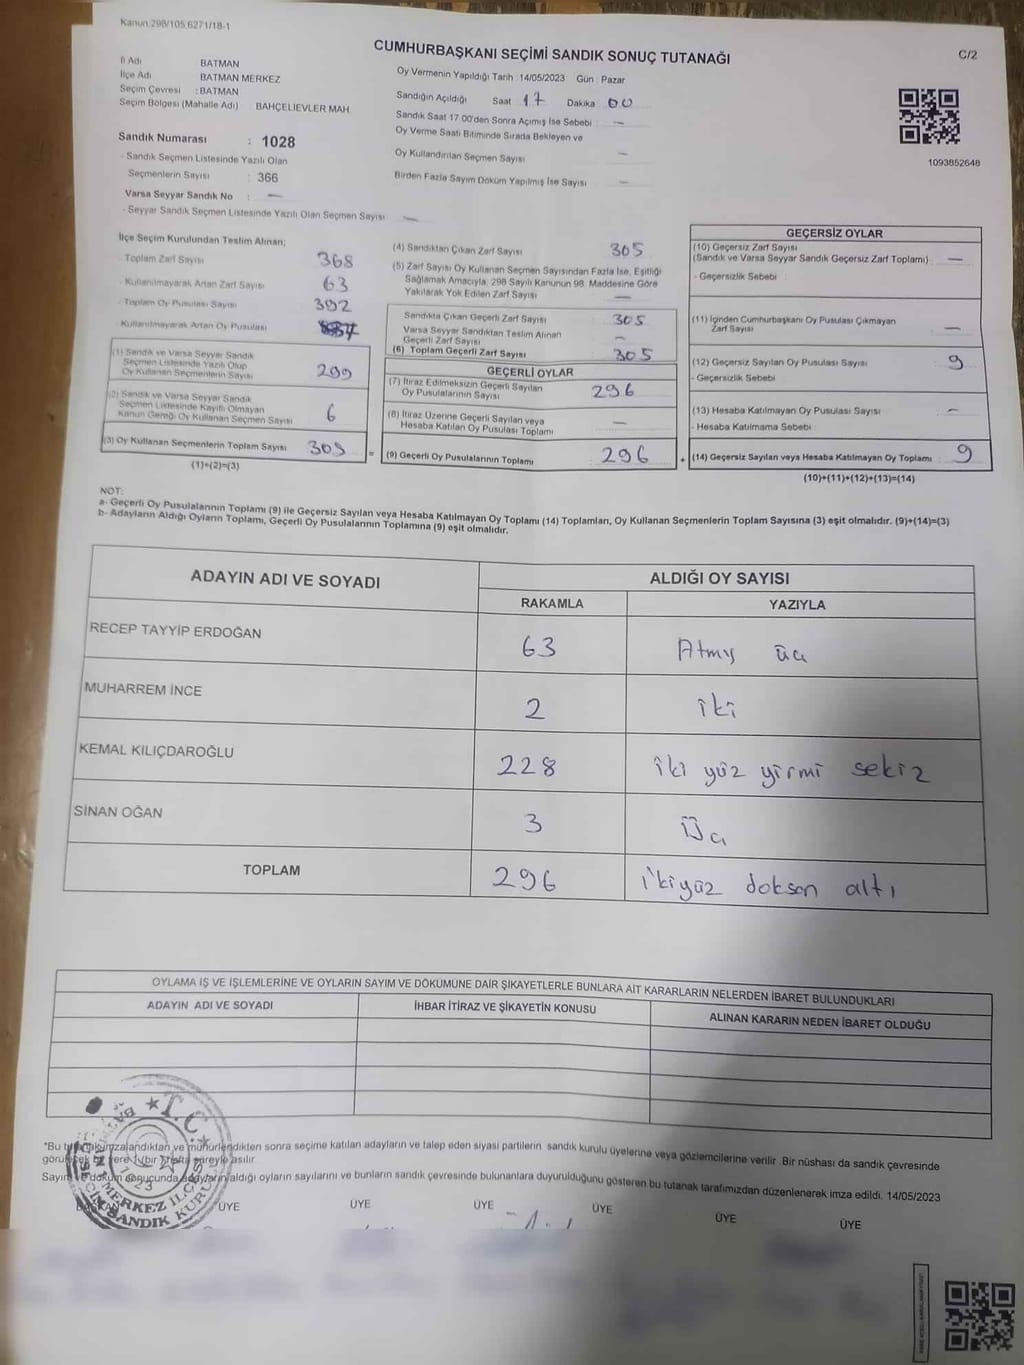 Kanun 298/105,6271/18-1
CUMHURBAŞKANI SEÇİMİ SANDIK SONUÇ TUTANAĞI
C/2
İl Adı BATMAN
İlçe Adı BATMAN MERKEZ
Seçim Çevresi : BATMAN
Seçim Bölgesi (Mahalle Adı) BAHÇELİEVLER MAH.
Sandık Numarası : 1028
- Sandık Seçmen Listesinde Yazılı Olan
Seçmenlerin Sayısı : 366
Varsa Seyyar Sandık No : —
- Seyyar Sandık Seçmen Listesinde Yazılı Olan Seçmen Sayısı —
Oy Vermenin Yapıldığı Tarih : 14/05/2023 Gün : Pazar
Sandığın Açıldığı Saat 17 Dakika 00
Sandık Saat 17:00'den Sonra Açımış İse Sebebi : —
Oy Verme Saati Bitiminde Sırada Bekleyen ve
Oy Kullandırılan Seçmen Sayısı —
Birden Fazla Sayım Döküm Yapılmış İse Sayısı —
1093852648
İlçe Seçim Kurulundan Teslim Alınan;
- Toplam Zarf Sayısı 368
- Kullanılmayarak Artan Zarf Sayısı 63
- Toplam Oy Pusulası Sayısı 392
- Kullanılmayarak Artan Oy Pusulası
(1) Sandık ve Varsa Seyyar Sandık
Seçmen Listesinde Yazılı Olup
Oy Kullanan Seçmenlerin Sayısı 299
(2) Sandık ve Varsa Seyyar Sandık
Seçmen Listesinde Kayıtlı Olmayan
Kanun Gereği Oy Kullanan Seçmen Sayısı 6
(3) Oy Kullanan Seçmenlerin Toplam Sayısı 305 =
(1)+(2)=(3)
(4) Sandıktan Çıkan Zarf Sayısı 305
(5) Zarf Sayısı Oy Kullanan Seçmen Sayısından Fazla İse, Eşitliği
Sağlamak Amacıyla, 298 Sayılı Kanunun 98. Maddesine Göre
Yakılarak Yok Edilen Zarf Sayısı —
Sandıkta Çıkan Geçerli Zarf Sayısı 305
Varsa Seyyar Sandıktan Teslim Alınan
Geçerli Zarf Sayısı —
(6) Toplam Geçerli Zarf Sayısı 305
GEÇERLİ OYLAR
(7) İtiraz Edilmeksizin Geçerli Sayılan
Oy Pusulalarının Sayısı 296
(8) İtiraz Üzerine Geçerli Sayılan veya
Hesaba Katılan Oy Pusulası Toplamı —
(9) Geçerli Oy Pusulalarının Toplamı 296 +
GEÇERSİZ OYLAR
(10) Geçersiz Zarf Sayısı
(Sandık ve Varsa Seyyar Sandık Geçersiz Zarf Toplamı) —
- Geçersizlik Sebebi :
(11) İçinden Cumhurbaşkanı Oy Pusulası Çıkmayan
Zarf Sayısı —
(12) Geçersiz Sayılan Oy Pusulası Sayısı 9
- Geçersizlik Sebebi
(13) Hesaba Katılmayan Oy Pusulası Sayısı —
- Hesaba Katılmama Sebebi
(14) Geçersiz Sayılan veya Hesaba Katılmayan Oy Toplamı : 9
(10)+(11)+(12)+(13)=(14)
NOT:
a- Geçerli Oy Pusulalarının Toplamı (9) ile Geçersiz Sayılan veya Hesaba Katılmayan Oy Toplamı (14) Toplamları, Oy Kullanan Seçmenlerin Toplam Sayısına (3) eşit olmalıdır. (9)+(14)=(3)
b- Adayların Aldığı Oyların Toplamı, Geçerli Oy Pusulalarının Toplamına (9) eşit olmalıdır.
ADAYIN ADI VE SOYADI ALDIĞI OY SAYISI
RAKAMLA YAZIYLA
RECEP TAYYİP ERDOĞAN 63 Atmış üç
MUHARREM İNCE 2 iki
KEMAL KILIÇDAROĞLU 228 iki yüz yirmi sekiz
SİNAN OĞAN 3 Üç
TOPLAM 296 ikiyüz doksan altı
OYLAMA İŞ VE İŞLEMLERİNE VE OYLARIN SAYIM VE DÖKÜMÜNE DAİR ŞİKAYETLERLE BUNLARA AİT KARARLARIN NELERDEN İBARET BULUNDUKLARI
ADAYIN ADI VE SOYADI İHBAR İTİRAZ VE ŞİKAYETİN KONUSU ALINAN KARARIN NEDEN İBARET OLDUĞU
*Bu imzalandıktan ve mühürlendikten sonra seçime katılan adayların ve talep eden siyasi partilerin, sandık kurulu üyelerine veya gözlemcilerine verilir. Bir nüshası da sandık çevresinde
bir yere 1(bir) hafta süreyle asılır.
Sayım ve döküm sonucunda adayların aldığı oyların sayılarını ve bunların sandık çevresinde bulunanlara duyurulduğunu gösteren bu tutanak tarafımızdan düzenlenerek imza edildi. 14/05/2023
ÜYE ÜYE ÜYE ÜYE ÜYE ÜYE
T.C.
MERKEZ İLÇE
SEÇİM
SANDIK KURULU